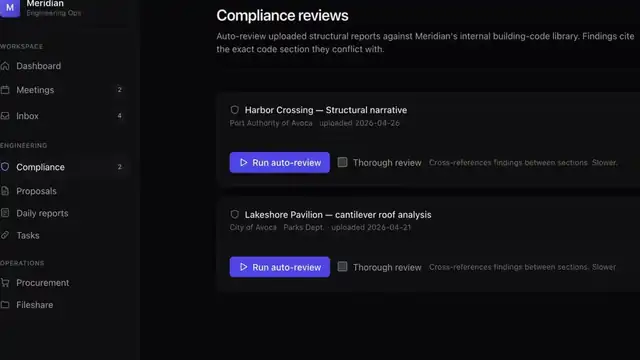 M
Meridian
Engineering Ops
WORKSPACE
Dashboard
Meetings 2
Inbox 4
ENGINEERING
Compliance 2
Proposals
Daily reports
Tasks
OPERATIONS
Procurement
Fileshare
Compliance reviews
Auto-review uploaded structural reports against Meridian's internal building-code library. Findings cite
the exact code section they conflict with.
Harbor Crossing — Structural narrative
Port Authority of Avoca · uploaded 2026-04-26
Run auto-review Thorough review Cross-references findings between sections. Slower.
Lakeshore Pavilion — cantilever roof analysis
City of Avoca · Parks Dept. · uploaded 2026-04-21
Run auto-review Thorough review Cross-references findings between sections. Slower.